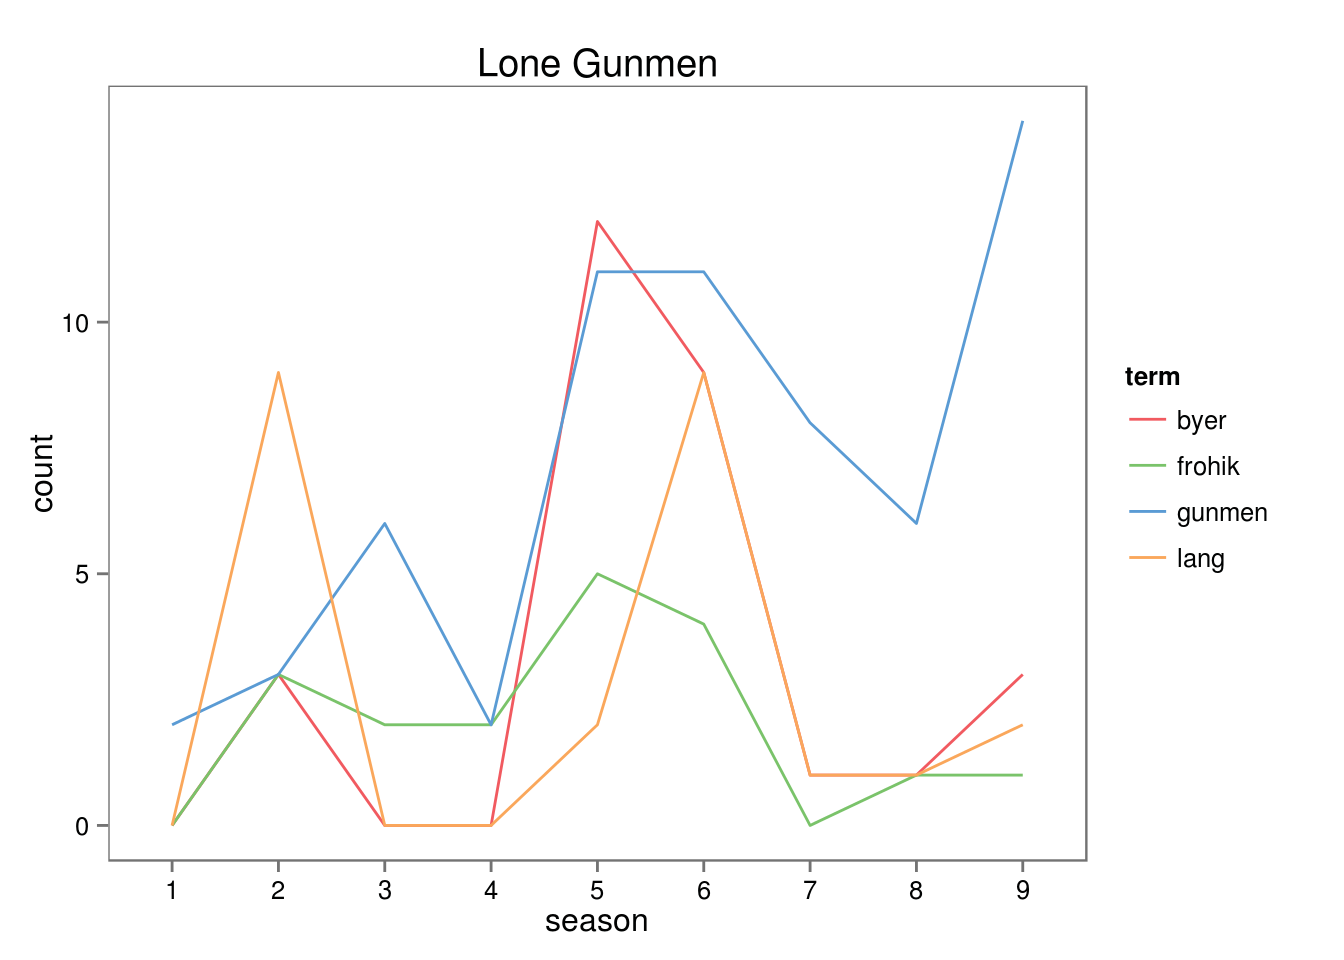 Lone Gunmen
count
10
5
0
1 2 3 4 5 6 7 8 9
season
term
byer
frohik
gunmen
lang